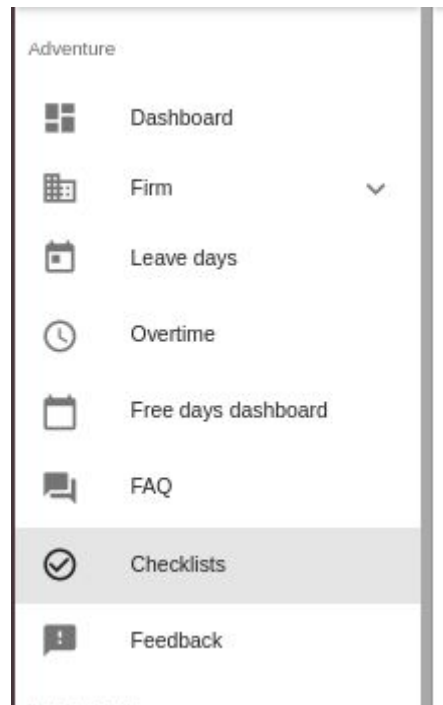 Adventure
Dashboard
Firm
Leave days
Overtime
Free days dashboard
FAQ
Checklists
Feedback